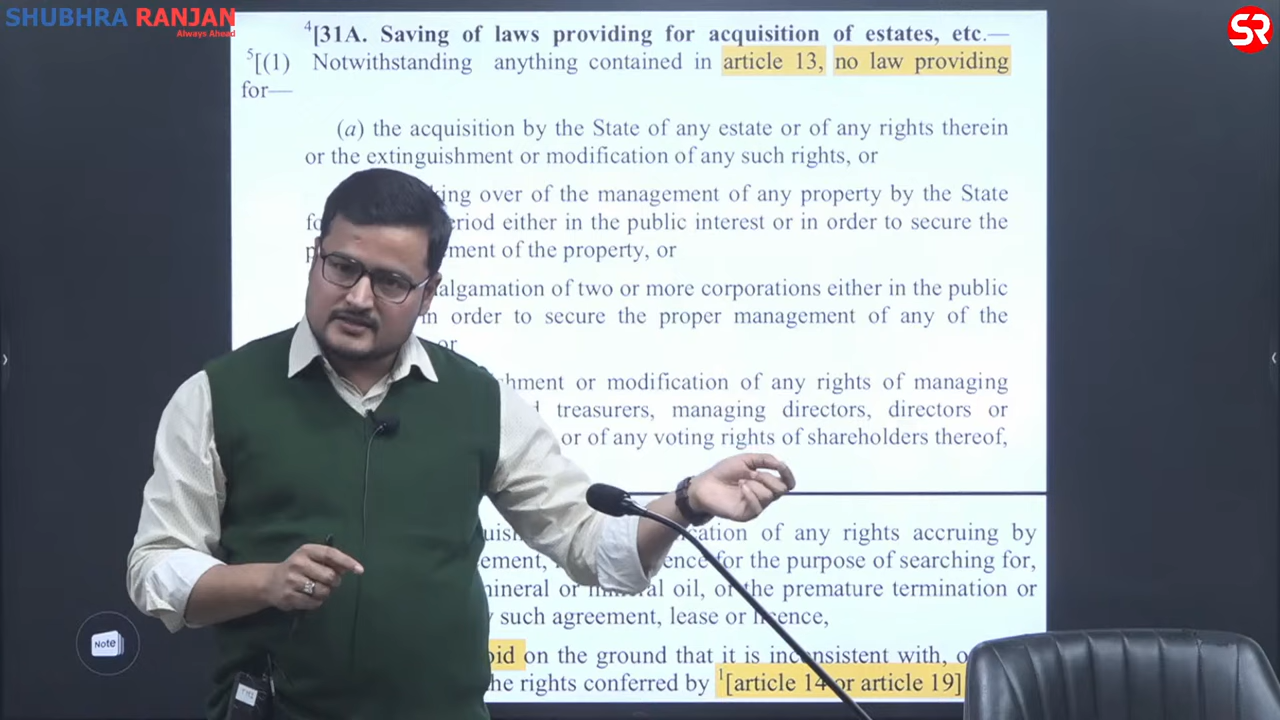 SHUBHRA RANJAN
Always Ahead
SR
4[31A. Saving of laws providing for acquisition of estates, etc.—
5[(1) Notwithstanding anything contained in article 13, no law providing
for—
(a) the acquisition by the State of any estate or of any rights therein
or the extinguishment or modification of any such rights, or
king over of the management of any property by the State
eriod either in the public interest or in order to secure the
ment of the property, or
algamation of two or more corporations either in the public
in order to secure the proper management of any of the
or
hment or modification of any rights of managing
treasurers, managing directors, directors or
or of any voting rights of shareholders thereof,
cation of any rights accruing by
ement, ence for the purpose of searching for,
mineral or mineral oil, or the premature termination or
such agreement, lease or licence,
oid on the ground that it is inconsistent with,
he rights conferred by 1[article 14 or article 19]
Note